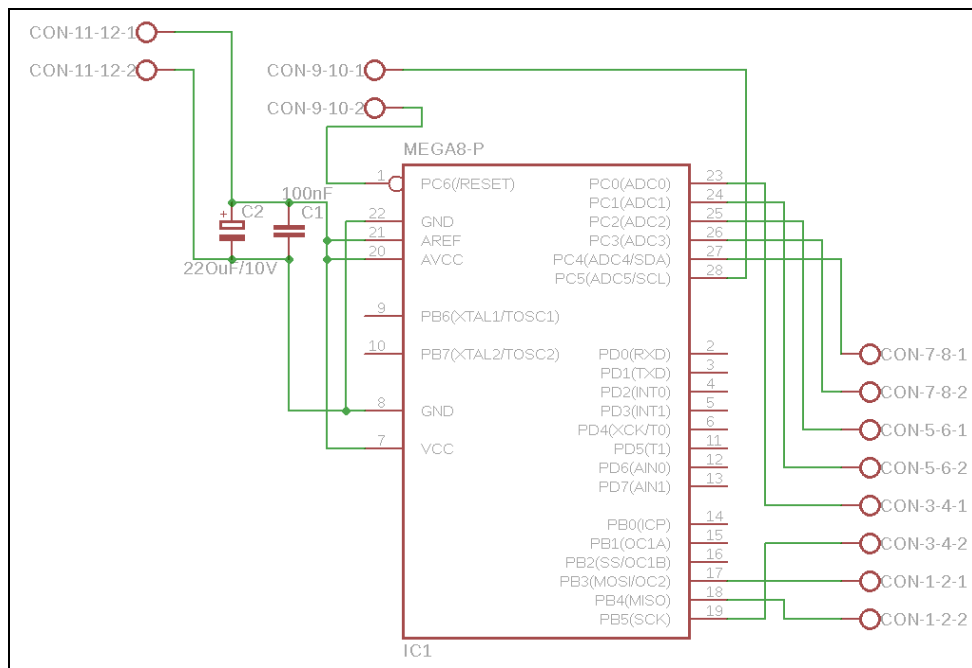 CON-11-12-1
CON-11-12-2
CON-9-10-1
CON-9-10-2
MEGA8-P
1 PC6(/RESET) PC0(ADC0) 23
PC1(ADC1) 24
100nF
C2 C1
+
220uF/10V
22 GND PC2(ADC2) 25
21 AREF PC3(ADC3) 26
20 AVCC PC4(ADC4/SDA) 27
PC5(ADC5/SCL) 28
9 PB6(XTAL1/TOSC1)
10 PB7(XTAL2/TOSC2) PD0(RXD) 2
PD1(TXD) 3
PD2(INT0) 4
8 GND PD3(INT1) 5
PD4(XCK/T0) 6
7 VCC PD5(T1) 11
PD6(AIN0) 12
PD7(AIN1) 13
PB0(ICP) 14
PB1(OC1A) 15
PB2(SS/OC1B) 16
PB3(MOSI/OC2) 17
PB4(MISO) 18
PB5(SCK) 19
IC1
CON-7-8-1
CON-7-8-2
CON-5-6-1
CON-5-6-2
CON-3-4-1
CON-3-4-2
CON-1-2-1
CON-1-2-2